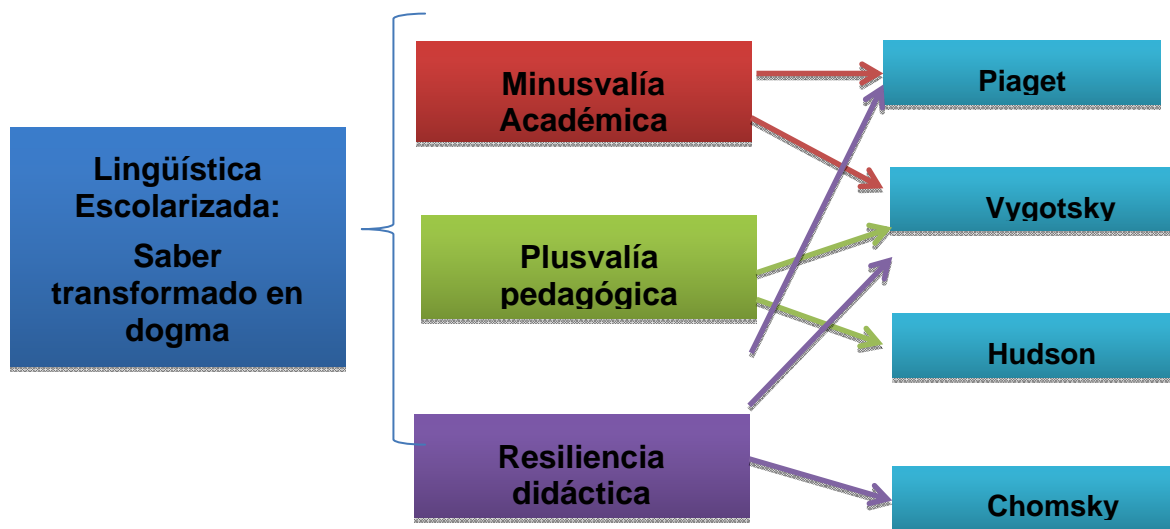 Lingüística
Escolarizada:
Saber
transformado en
dogma
Minusvalía
Académica
Plusvalía
pedagógica
Resiliencia
didáctica
Piaget
Vygotsky
Hudson
Chomsky